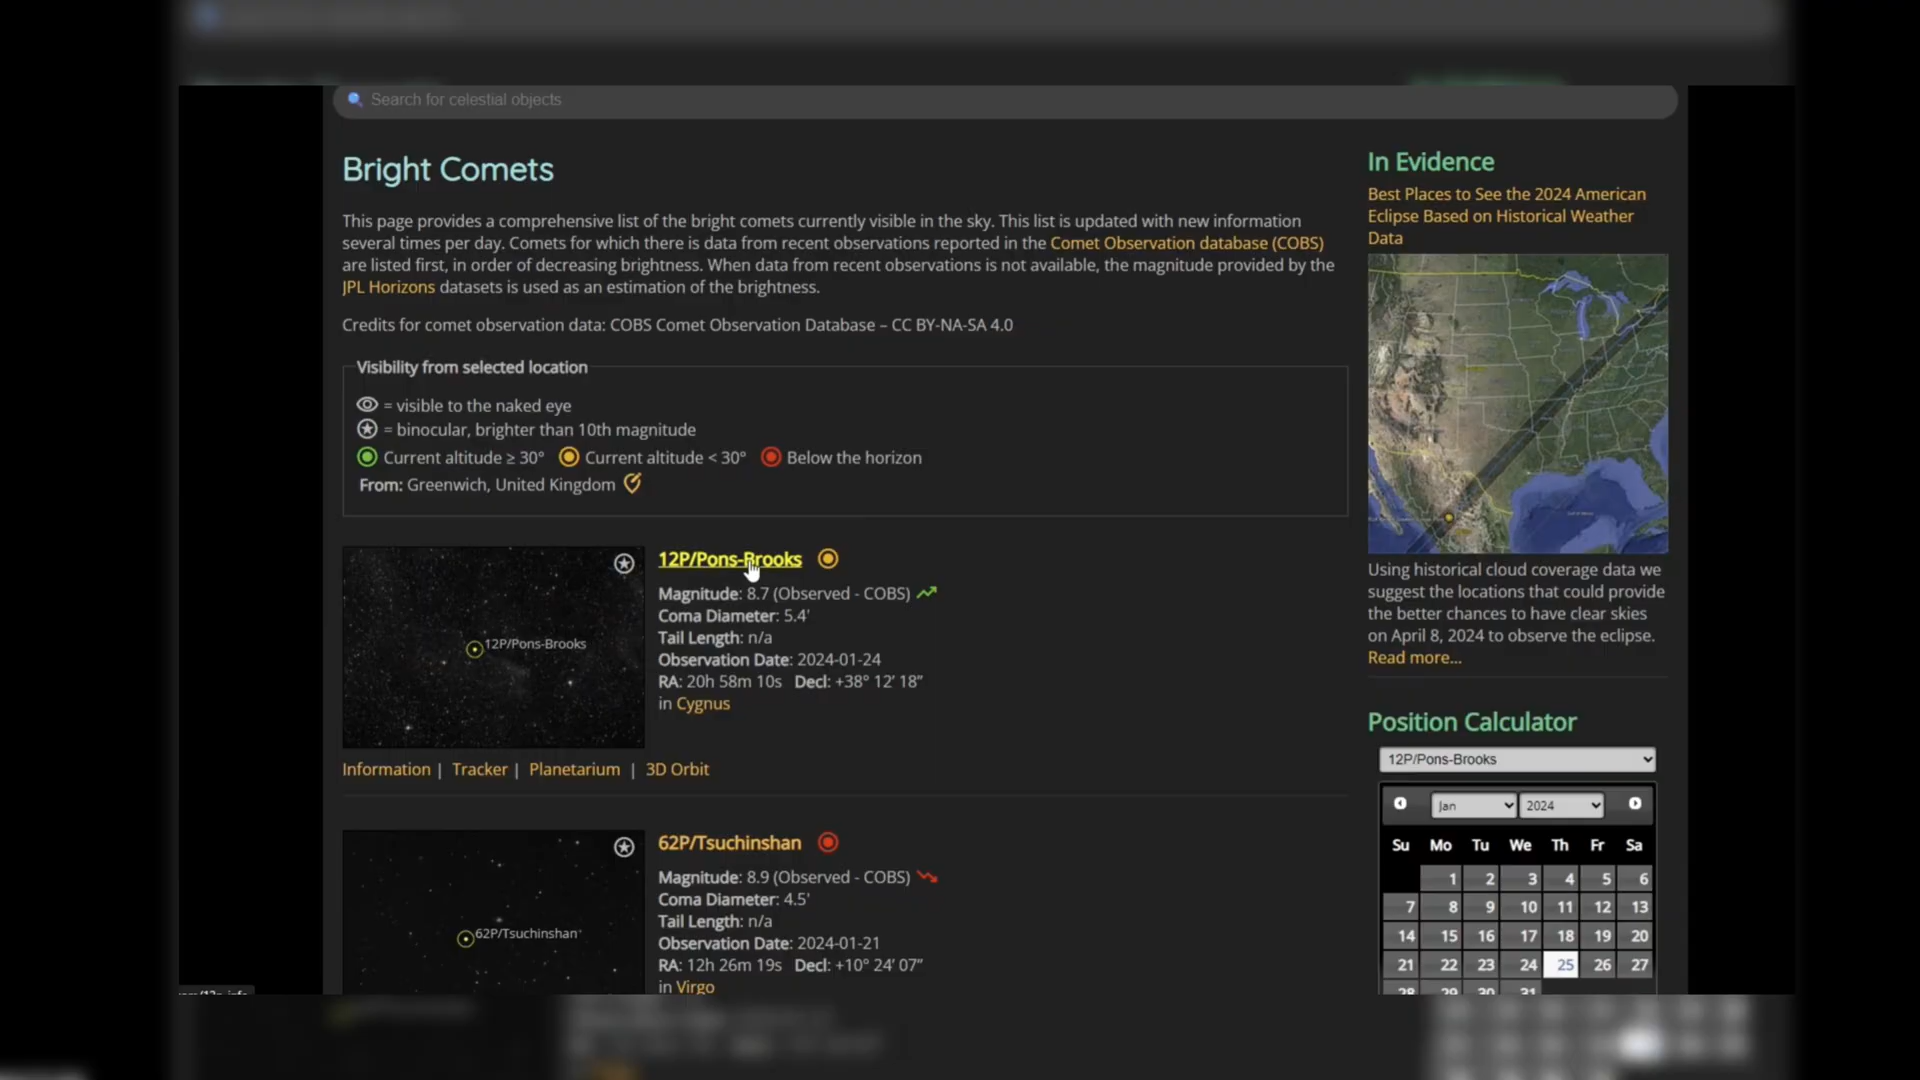 Search for celestial objects
Bright Comets
This page provides a comprehensive list of the bright comets currently visible in the sky. This list is updated with new information
several times per day. Comets for which there is data from recent observations reported in the Comet Observation database (COBS)
are listed first, in order of decreasing brightness. When data from recent observations is not available, the magnitude provided by the
JPL Horizons datasets is used as an estimation of the brightness.
Credits for comet observation data: COBS Comet Observation Database – CC BY-NA-SA 4.0
Visibility from selected location
= visible to the naked eye
= binocular, brighter than 10th magnitude
Current altitude ≥ 30° Current altitude < 30° Below the horizon
From: Greenwich, United Kingdom
12P/Pons-Brooks
12P/Pons-Brooks
Magnitude: 8.7 (Observed - COBS)
Coma Diameter: 5.4'
Tail Length: n/a
Observation Date: 2024-01-24
RA: 20h 58m 10s Decl: +38° 12' 18"
in Cygnus
Information | Tracker | Planetarium | 3D Orbit
62P/Tsuchinshan
62P/Tsuchinshan
Magnitude: 8.9 (Observed - COBS)
Coma Diameter: 4.5'
Tail Length: n/a
Observation Date: 2024-01-21
RA: 12h 26m 19s Decl: +10° 24' 07"
in Virgo
In Evidence
Best Places to See the 2024 American
Eclipse Based on Historical Weather
Data
Using historical cloud coverage data we
suggest the locations that could provide
the better chances to have clear skies
on April 8, 2024 to observe the eclipse.
Read more...
Position Calculator
12P/Pons-Brooks
Jan 2024
Su Mo Tu We Th Fr Sa
1 2 3 4 5 6
7 8 9 10 11 12 13
14 15 16 17 18 19 20
21 22 23 24 25 26 27
28 29 30 31